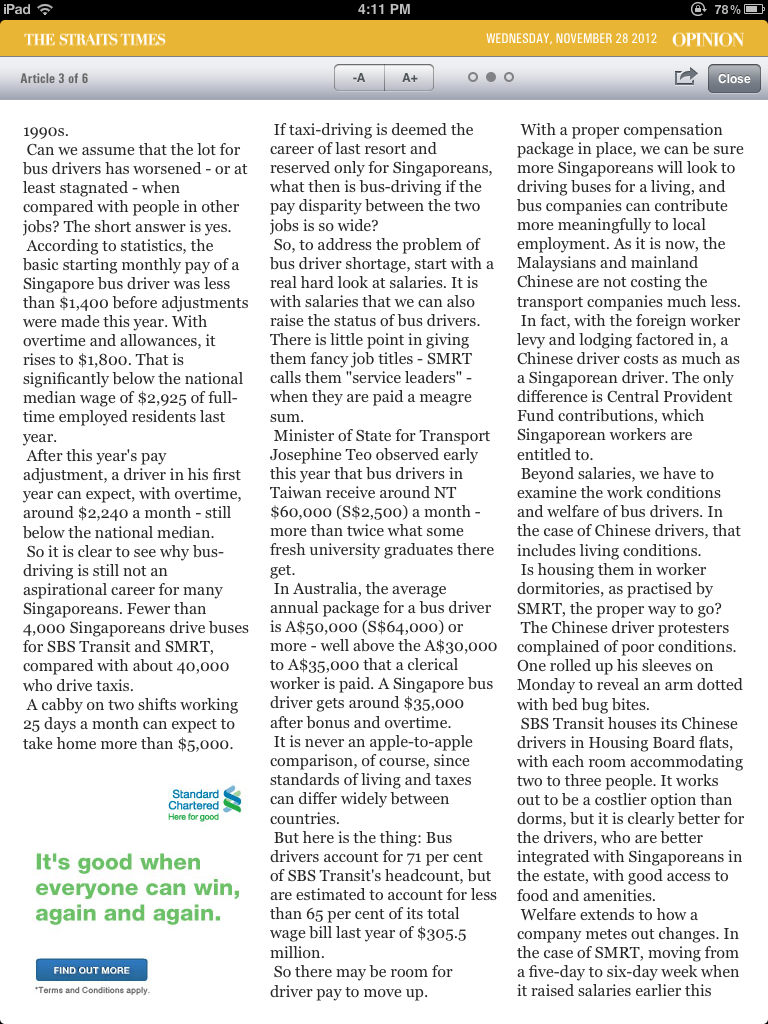 iPad
4:11 PM
78%
THE STRAITS TIMES
WEDNESDAY, NOVEMBER 28 2012 OPINION
Article 3 of 6
-A
A+
Close
1990s.
Can we assume that the lot for
bus drivers has worsened - or at
least stagnated - when
compared with people in other
jobs? The short answer is yes.
According to statistics, the
basic starting monthly pay of a
Singapore bus driver was less
than $1,400 before adjustments
were made this year. With
overtime and allowances, it
rises to $1,800. That is
significantly below the national
median wage of $2,925 of full-
time employed residents last
year.
After this year's pay
adjustment, a driver in his first
year can expect, with overtime,
around $2,240 a month - still
below the national median.
So it is clear to see why bus-
driving is still not an
aspirational career for many
Singaporeans. Fewer than
4,000 Singaporeans drive buses
for SBS Transit and SMRT,
compared with about 40,000
who drive taxis.
A cabby on two shifts working
25 days a month can expect to
take home more than $5,000.
Standard
Chartered
Here for good
It's good when
everyone can win,
again and again.
FIND OUT MORE
*Terms and Conditions apply.
If taxi-driving is deemed the
career of last resort and
reserved only for Singaporeans,
what then is bus-driving if the
pay disparity between the two
jobs is so wide?
So, to address the problem of
bus driver shortage, start with a
real hard look at salaries. It is
with salaries that we can also
raise the status of bus drivers.
There is little point in giving
them fancy job titles - SMRT
calls them "service leaders" -
when they are paid a meagre
sum.
Minister of State for Transport
Josephine Teo observed early
this year that bus drivers in
Taiwan receive around NT
$60,000 (S$2,500) a month -
more than twice what some
fresh university graduates there
get.
In Australia, the average
annual package for a bus driver
is A$50,000 (S$64,000) or
more - well above the A$30,000
to A$35,000 that a clerical
worker is paid. A Singapore bus
driver gets around $35,000
after bonus and overtime.
It is never an apple-to-apple
comparison, of course, since
standards of living and taxes
can differ widely between
countries.
But here is the thing: Bus
drivers account for 71 per cent
of SBS Transit's headcount, but
are estimated to account for less
than 65 per cent of its total
wage bill last year of $305.5
million.
So there may be room for
driver pay to move up.
With a proper compensation
package in place, we can be sure
more Singaporeans will look to
driving buses for a living, and
bus companies can contribute
more meaningfully to local
employment. As it is now, the
Malaysians and mainland
Chinese are not costing the
transport companies much less.
In fact, with the foreign worker
levy and lodging factored in, a
Chinese driver costs as much as
a Singaporean driver. The only
difference is Central Provident
Fund contributions, which
Singaporean workers are
entitled to.
Beyond salaries, we have to
examine the work conditions
and welfare of bus drivers. In
the case of Chinese drivers, that
includes living conditions.
Is housing them in worker
dormitories, as practised by
SMRT, the proper way to go?
The Chinese driver protesters
complained of poor conditions.
One rolled up his sleeves on
Monday to reveal an arm dotted
with bed bug bites.
SBS Transit houses its Chinese
drivers in Housing Board flats,
with each room accommodating
two to three people. It works
out to be a costlier option than
dorms, but it is clearly better for
the drivers, who are better
integrated with Singaporeans in
the estate, with good access to
food and amenities.
Welfare extends to how a
company metes out changes. In
the case of SMRT, moving from
a five-day to six-day week when
it raised salaries earlier this